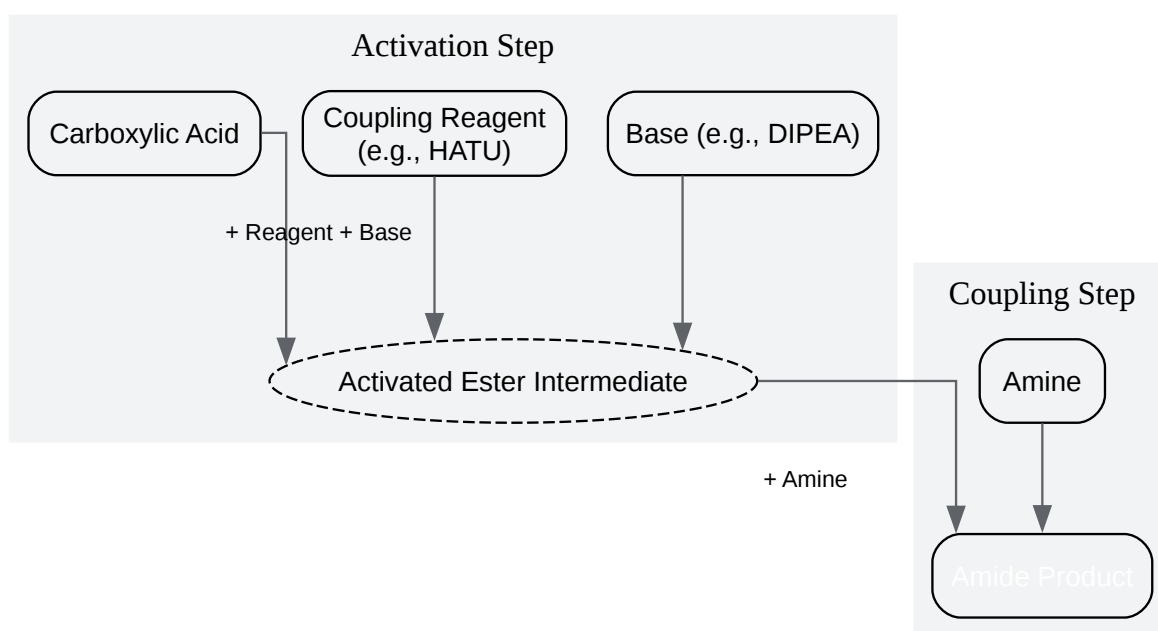 Activation Step
Carboxylic Acid
Coupling Reagent
(e.g., HATU)
Base (e.g., DIPEA)
+ Reagent + Base
Coupling Step
Activated Ester Intermediate
Amine
+ Amine
Amide Product